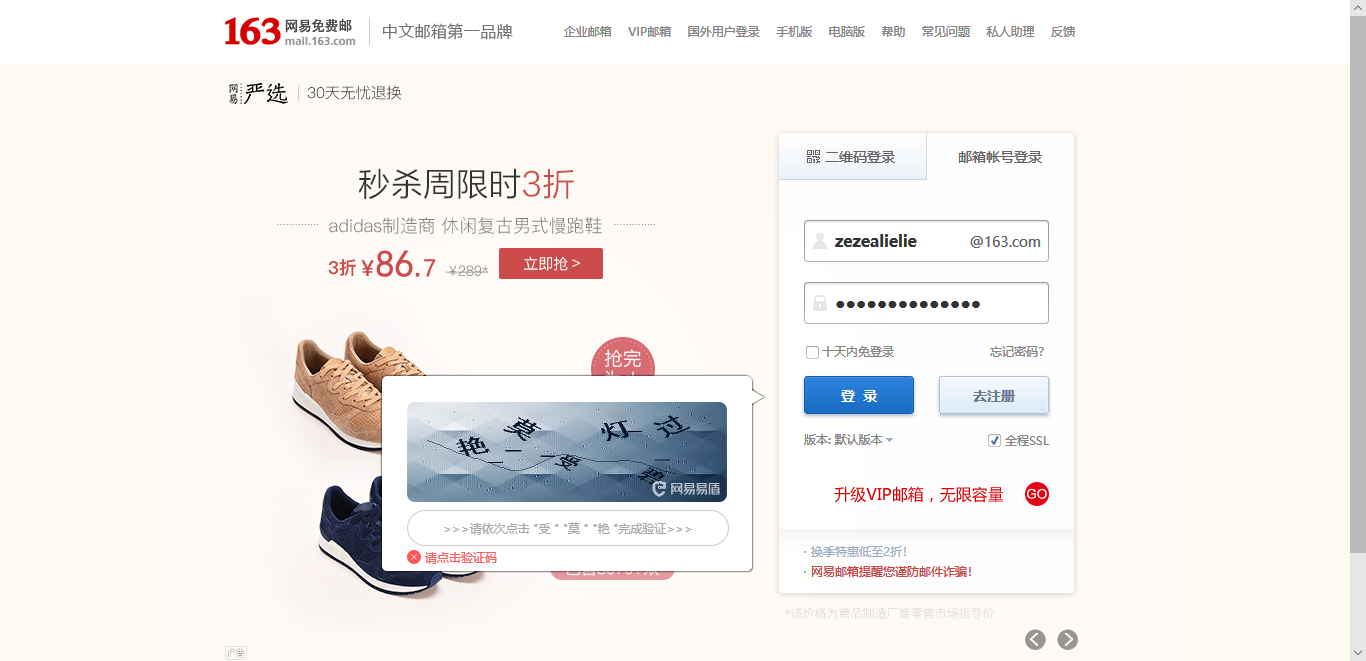 163 网易免费邮 mail.163.com 中文邮箱第一品牌
企业邮箱 VIP邮箱 国外用户登录 手机版 电脑版 帮助 常见问题 私人助理 反馈
网易严选 30天无忧退换
秒杀周限时3折
adidas制造商 休闲复古男式慢跑鞋
3折 ¥86.7 ¥289* 立即抢 >
抢完
二维码登录
邮箱帐号登录
zezealielie @163.com
十天内免登录 忘记密码?
登 录 去注册
版本: 默认版本 全程SSL
升级VIP邮箱，无限容量 GO
· 换季特惠低至2折!
· 网易邮箱提醒您谨防邮件诈骗!
艳 莫 受 灯 过
网易易盾
>>>请依次点击 "受 " "莫 " "艳 "完成验证>>>
请点击验证码
*该价格为商品制造厂商零售市场指导价
广告